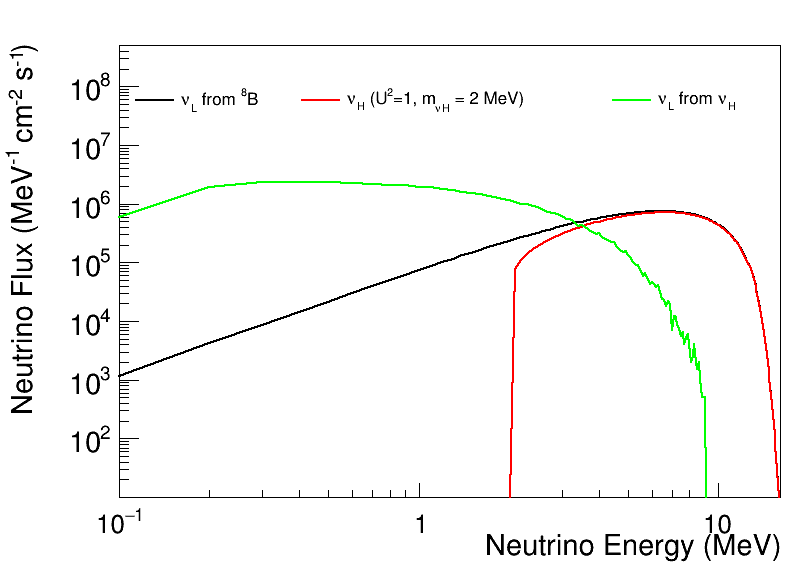 Neutrino Flux (MeV⁻¹ cm⁻² s⁻¹)
10⁸
10⁷
10⁶
10⁵
10⁴
10³
10²
ν_L from ⁸B
ν_H (U²=1, m_νH = 2 MeV)
ν_L from ν_H
10⁻¹ 1 10
Neutrino Energy (MeV)